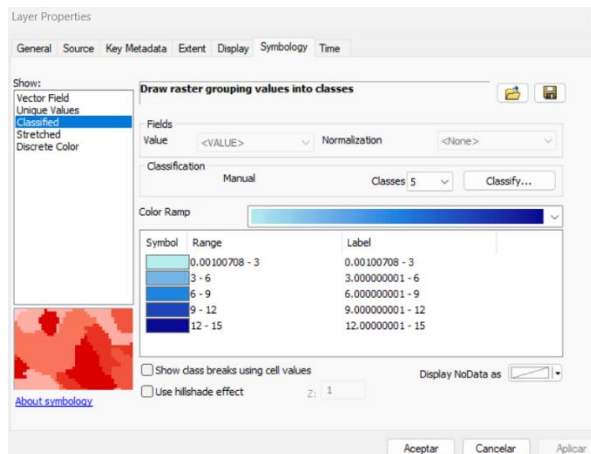 Layer Properties
General Source Key Metadata Extent Display Symbology Time
Show:
Vector Field
Unique Values
Classified
Stretched
Discrete Color
About symbology
Draw raster grouping values into classes
Fields
Value <VALUE> Normalization <None>
Classification
Manual Classes 5 Classify...
Color Ramp
Symbol Range Label
0.00100708 - 3 0.00100708 - 3
3 - 6 3.000000001 - 6
6 - 9 6.000000001 - 9
9 - 12 9.000000001 - 12
12 - 15 12.00000001 - 15
Show class breaks using cell values
Display NoData as
Use hillshade effect Z: 1
Aceptar Cancelar Aplicar